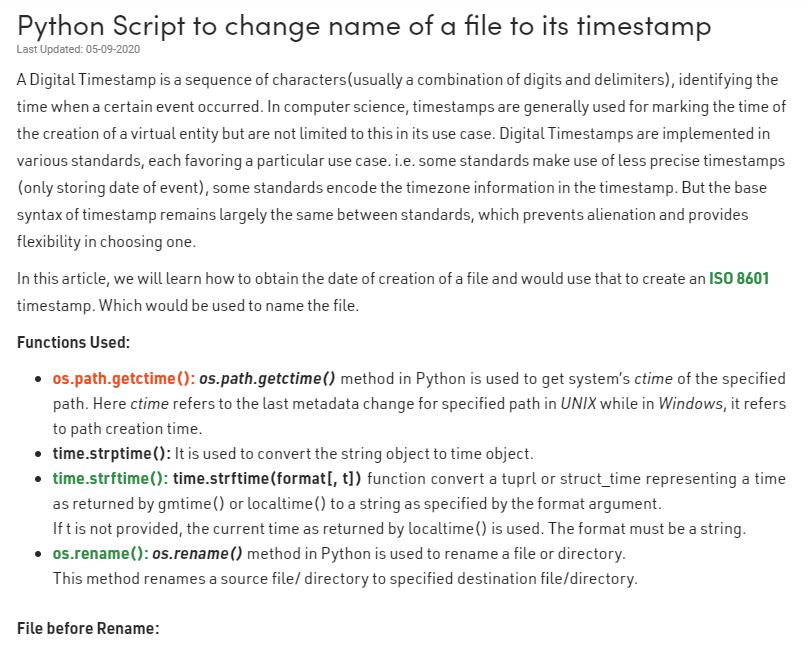 Python Script to change name of a file to its timestamp
Last Updated: 05-09-2020
A Digital Timestamp is a sequence of characters(usually a combination of digits and delimiters), identifying the
time when a certain event occurred. In computer science, timestamps are generally used for marking the time of
the creation of a virtual entity but are not limited to this in its use case. Digital Timestamps are implemented in
various standards, each favoring a particular use case. i.e. some standards make use of less precise timestamps
(only storing date of event), some standards encode the timezone information in the timestamp. But the base
syntax of timestamp remains largely the same between standards, which prevents alienation and provides
flexibility in choosing one.
In this article, we will learn how to obtain the date of creation of a file and would use that to create an ISO 8601
timestamp. Which would be used to name the file.
Functions Used:
• os.path.getctime(): os.path.getctime() method in Python is used to get system's ctime of the specified
path. Here ctime refers to the last metadata change for specified path in UNIX while in Windows, it refers
to path creation time.
• time.strptime(): It is used to convert the string object to time object.
• time.strftime(): time.strftime(format[, t]) function convert a tuprl or struct_time representing a time
as returned by gmtime() or localtime() to a string as specified by the format argument.
If t is not provided, the current time as returned by localtime() is used. The format must be a string.
• os.rename(): os.rename() method in Python is used to rename a file or directory.
This method renames a source file/ directory to specified destination file/directory.
File before Rename: